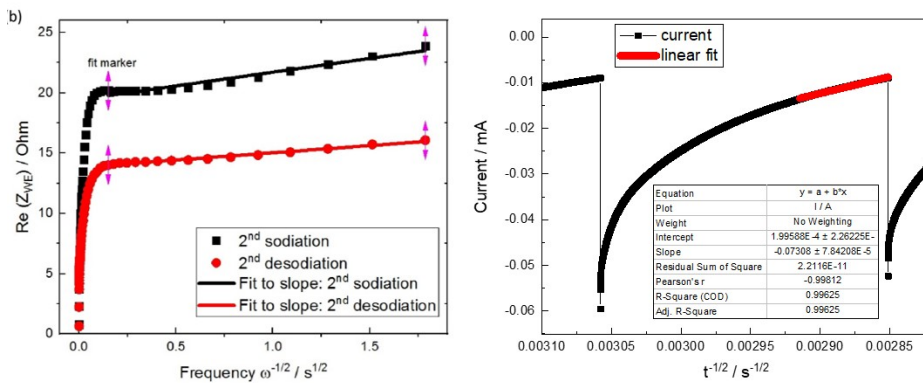 (b)
25
20
15
10
5
0
Re (Z_WE) / Ohm
fit marker
2nd sodiation
2nd desodiation
Fit to slope: 2nd sodiation
Fit to slope: 2nd desodiation
0.0 0.5 1.0 1.5
Frequency ω^-1/2 / s^1/2
0.00
-0.01
-0.02
-0.03
-0.04
-0.05
-0.06
Current / mA
current
linear fit
Equation y = a + b*x
Plot I / A
Weight No Weighting
Intercept 1.99588E-4 ± 2.26225E-
Slope -0.07308 ± 7.84208E-5
Residual Sum of Square 2.2116E-11
Pearson's r -0.99812
R-Square (COD) 0.99625
Adj. R-Square 0.99625
0.00310 0.00305 0.00300 0.00295 0.00290 0.00285
t^-1/2 / s^-1/2